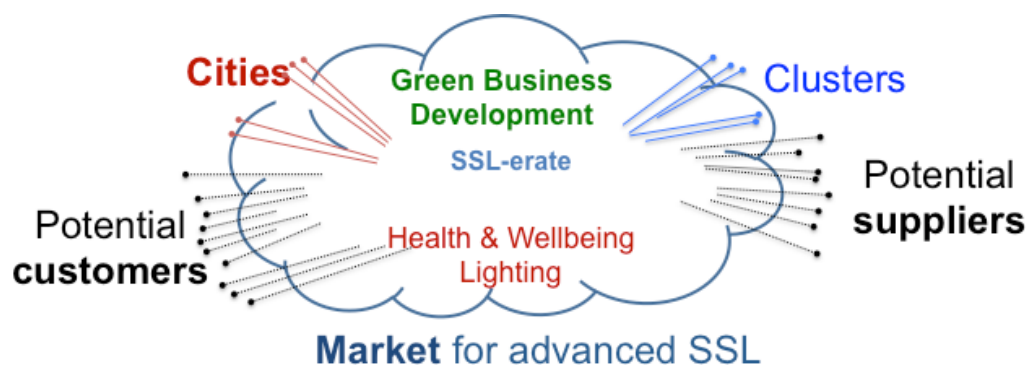 Cities
Green Business
Development
Clusters
SSL-erate
Potential
suppliers
Potential
customers
Health & Wellbeing
Lighting
Market for advanced SSL